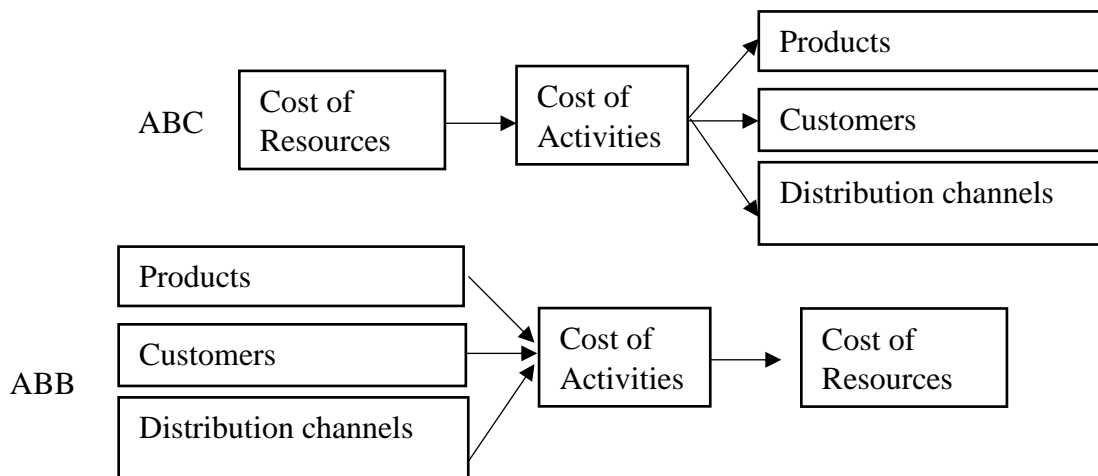 ABC
Cost of
Resources
Cost of
Activities
Products
Customers
Distribution channels
ABB
Products
Customers
Distribution channels
Cost of
Activities
Cost of
Resources